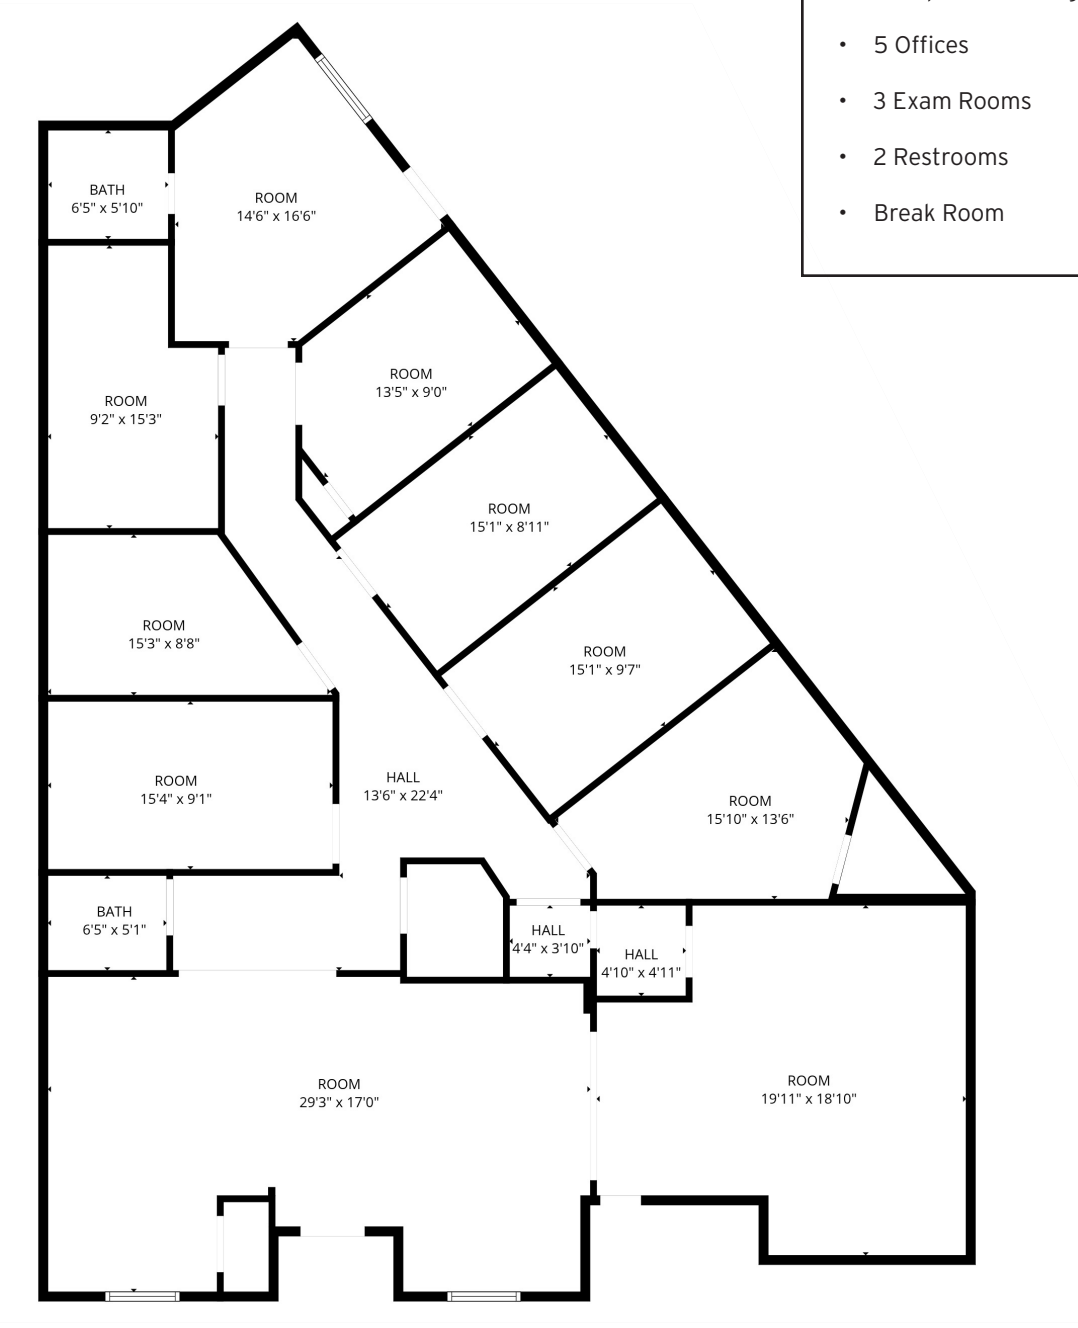 • 5 Offices
• 3 Exam Rooms
• 2 Restrooms
• Break Room
BATH
6'5" x 5'10"
ROOM
14'6" x 16'6"
ROOM
13'5" x 9'0"
ROOM
9'2" x 15'3"
ROOM
15'1" x 8'11"
ROOM
15'3" x 8'8"
ROOM
15'1" x 9'7"
ROOM
15'4" x 9'1"
HALL
13'6" x 22'4"
ROOM
15'10" x 13'6"
BATH
6'5" x 5'1"
HALL
4'4" x 3'10"
HALL
4'10" x 4'11"
ROOM
29'3" x 17'0"
ROOM
19'11" x 18'10"